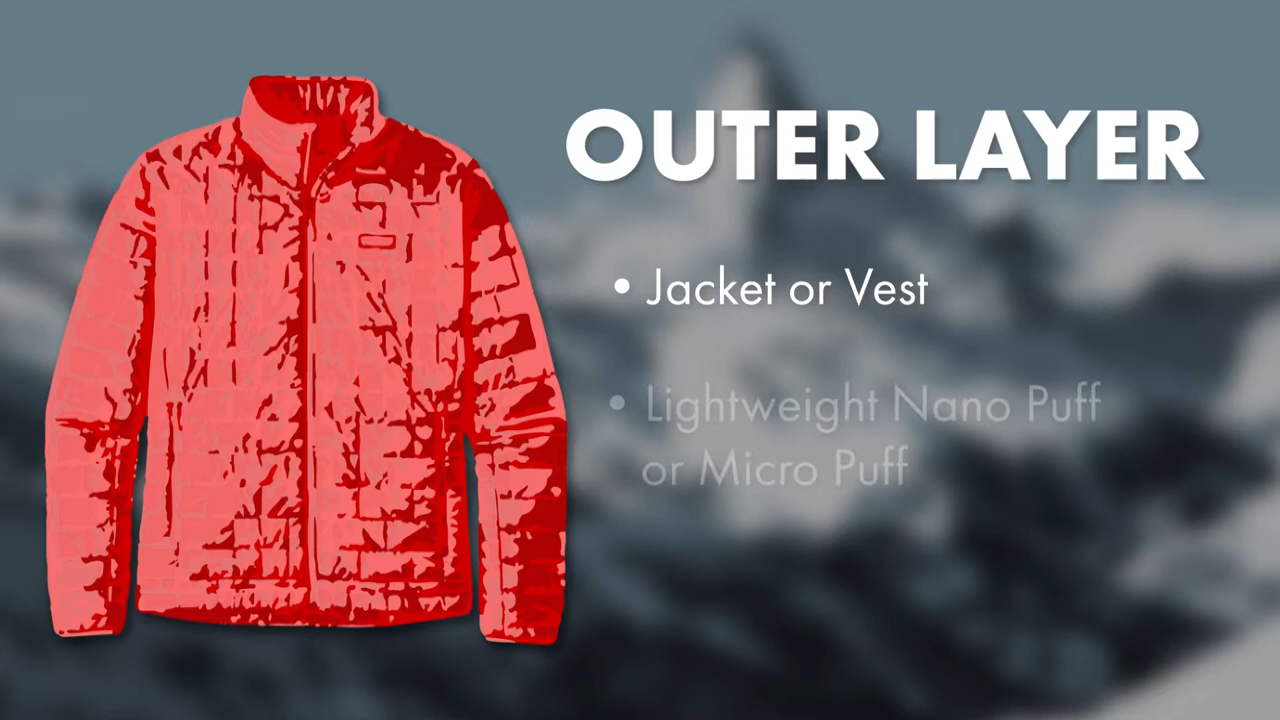 OUTER LAYER
• Jacket or Vest
• Lightweight Nano Puff
or Micro Puff